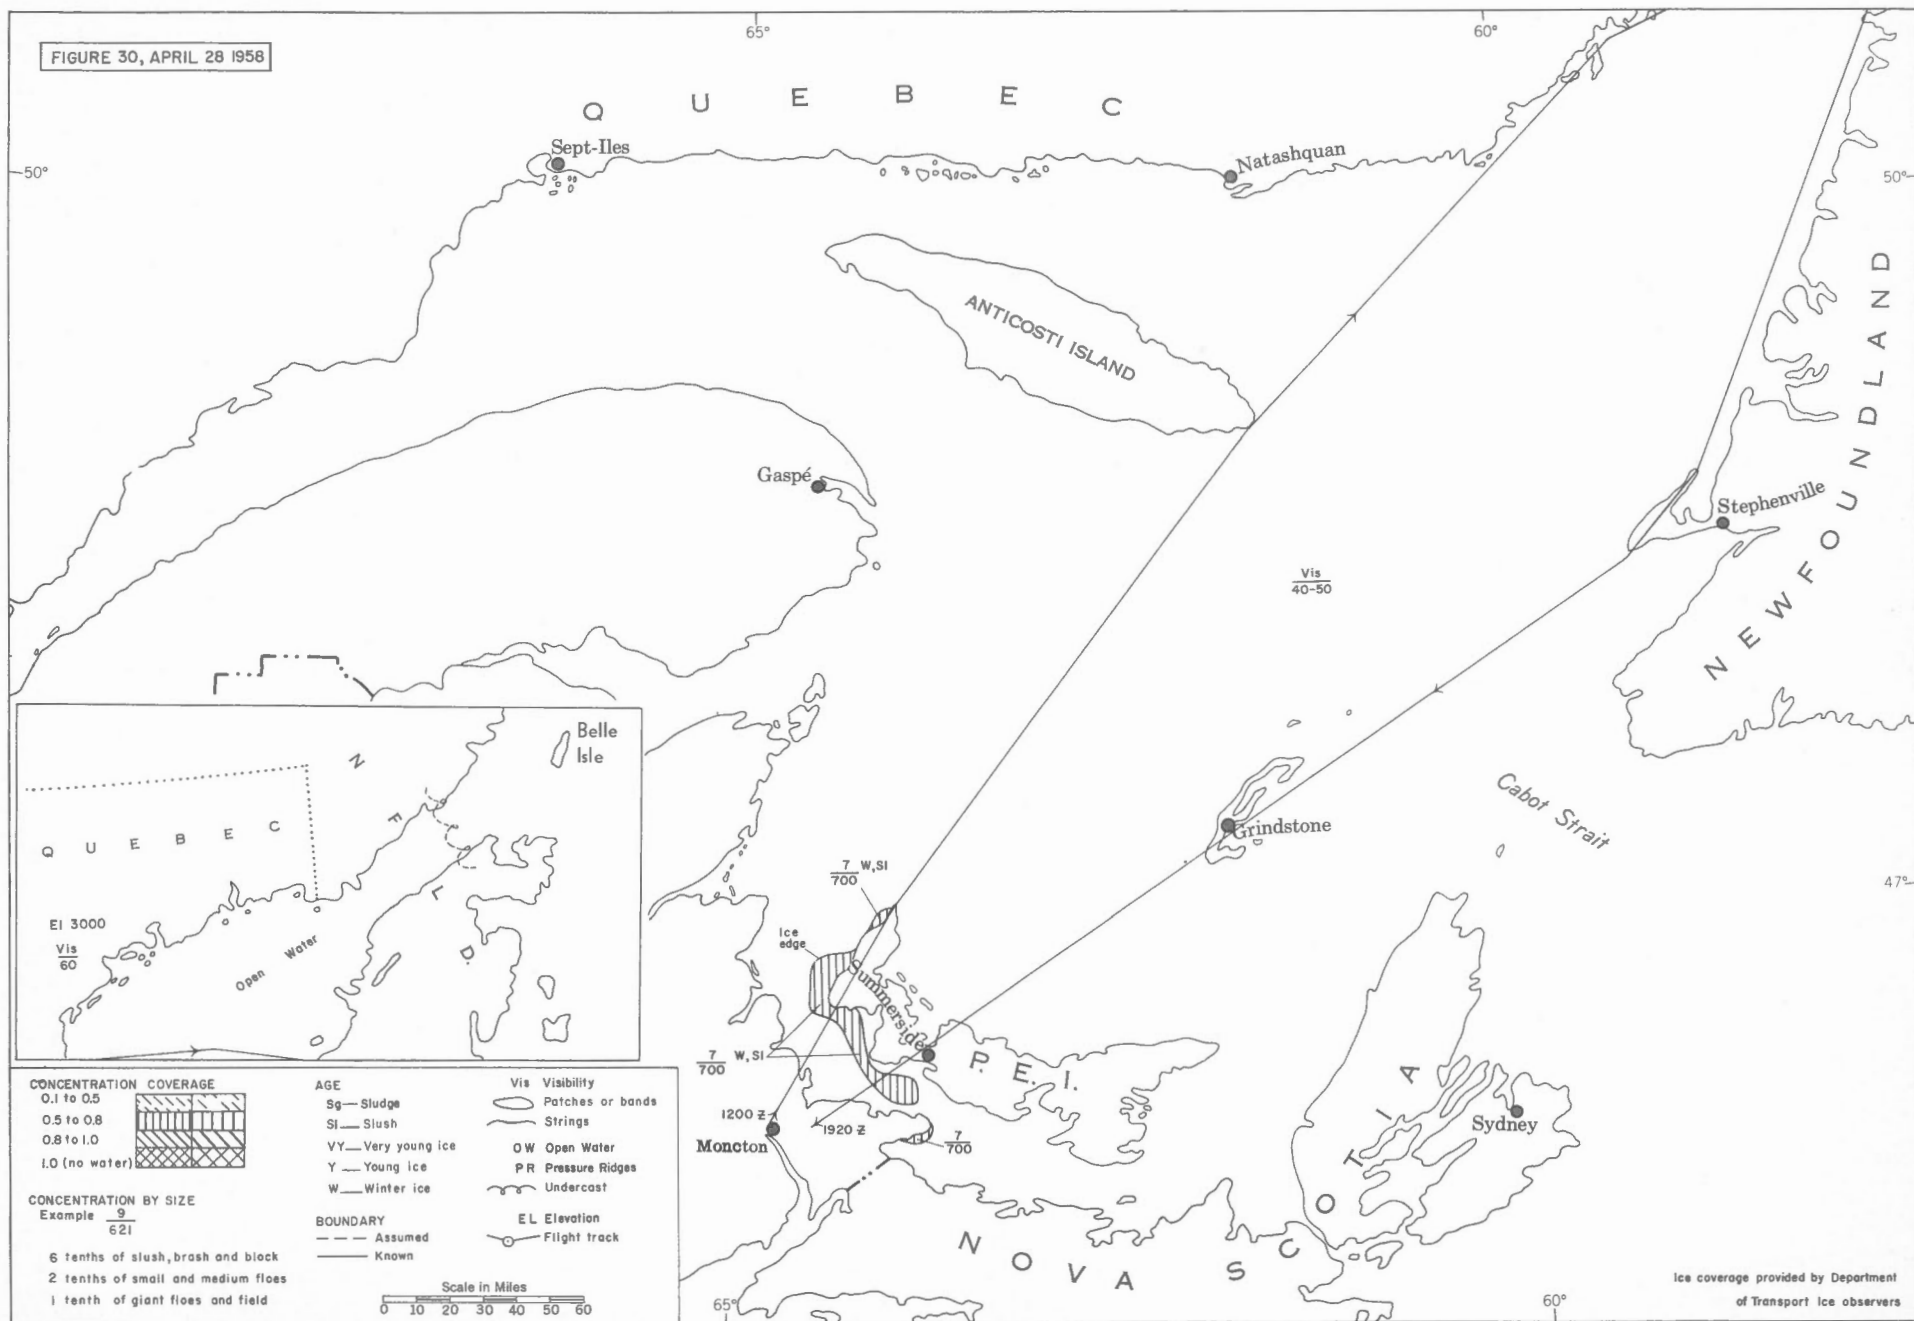 FIGURE 30, APRIL 28 1958
65°
60°
QUEBEC
Sept-Iles
Natashquan
50°
50°
ANTICOSTI ISLAND
NEWFOUNDLAND
Gaspé
Stephenville
Vis
40-50
Cabot Strait
Grindstone
47°
7
700
W, SI
Ice
edge
Summerside
P. E. I.
7
700
W, SI
1200 Z
1920 Z
Moncton
7
700
Sydney
NOVA SCOTIA
65°
60°
Belle
Isle
NFLD.
QUEBEC
El 3000
Vis
60
Open Water
CONCENTRATION COVERAGE
0.1 to 0.5
0.5 to 0.8
0.8 to 1.0
1.0 (no water)
CONCENTRATION BY SIZE
Example 9
621
6 tenths of slush, brash and block
2 tenths of small and medium floes
1 tenth of giant floes and field
AGE
Sg—Sludge
SI—Slush
VY—Very young ice
Y—Young ice
W—Winter ice
BOUNDARY
Assumed
Known
Vis Visibility
Patches or bands
Strings
OW Open Water
PR Pressure Ridges
Undercast
EL Elevation
Flight track
Scale in Miles
0 10 20 30 40 50 60
Ice coverage provided by Department
of Transport Ice observers